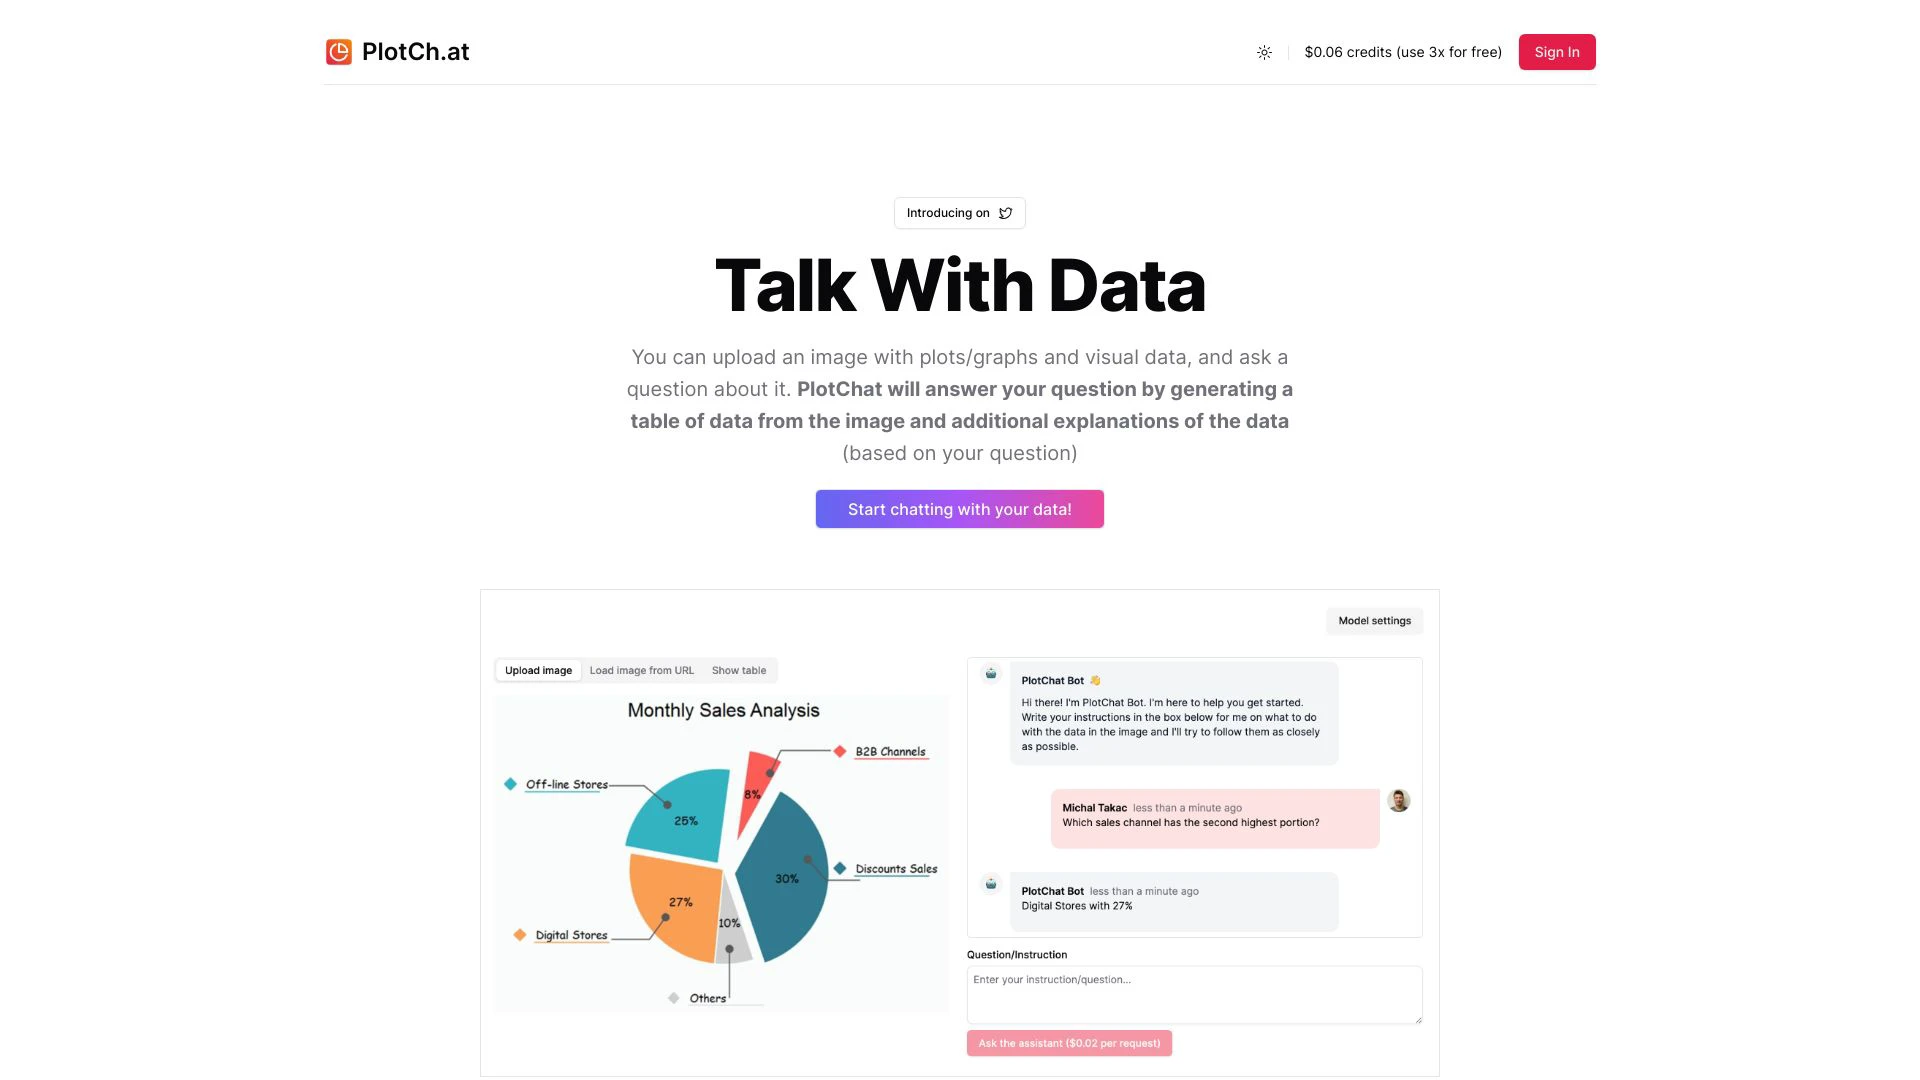 PlotCh.at
$0.06 credits (use 3x for free)
Sign In
Introducing on
Talk With Data
You can upload an image with plots/graphs and visual data, and ask a
question about it. PlotChat will answer your question by generating a
table of data from the image and additional explanations of the data
(based on your question)
Start chatting with your data!
Model settings
Upload image
Load image from URL
Show table
Monthly Sales Analysis
B2B Channels
Off-line Stores
8%
25%
Discounts Sales
30%
27%
10%
Digital Stores
Others
PlotChat Bot 👋
Hi there! I'm PlotChat Bot. I'm here to help you get started.
Write your instructions in the box below for me on what to do
with the data in the image and I'll try to follow them as closely
as possible.
Michal Takac less than a minute ago
Which sales channel has the second highest portion?
PlotChat Bot less than a minute ago
Digital Stores with 27%
Question/Instruction
Enter your instruction/question...
Ask the assistant ($0.02 per request)